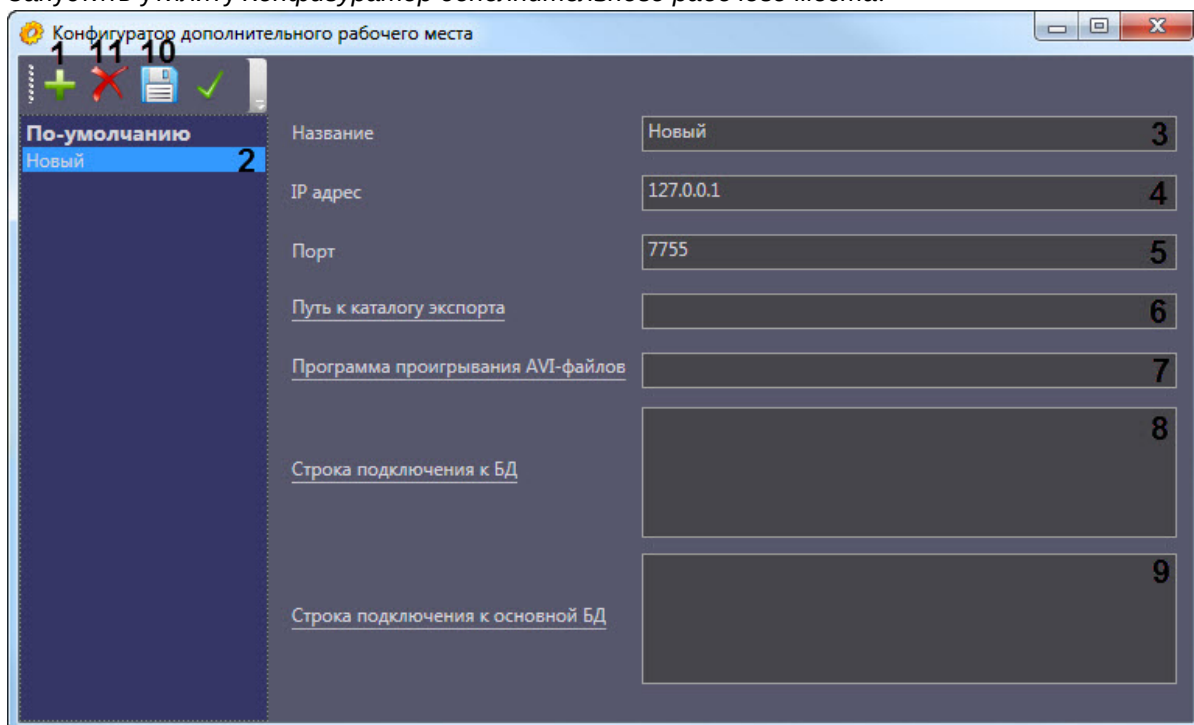 Запустить утилиту Конфигуратор дополнительного рабочего места.
Конфигуратор дополнительного рабочего места
X
1 11 10
По-умолчанию
Новый 2
Название Новый 3
IP адрес 127.0.0.1 4
Порт 7755 5
Путь к каталогу экспорта 6
Программа проигрывания AVI-файлов 7
Строка подключения к БД 8
Строка подключения к основной БД 9